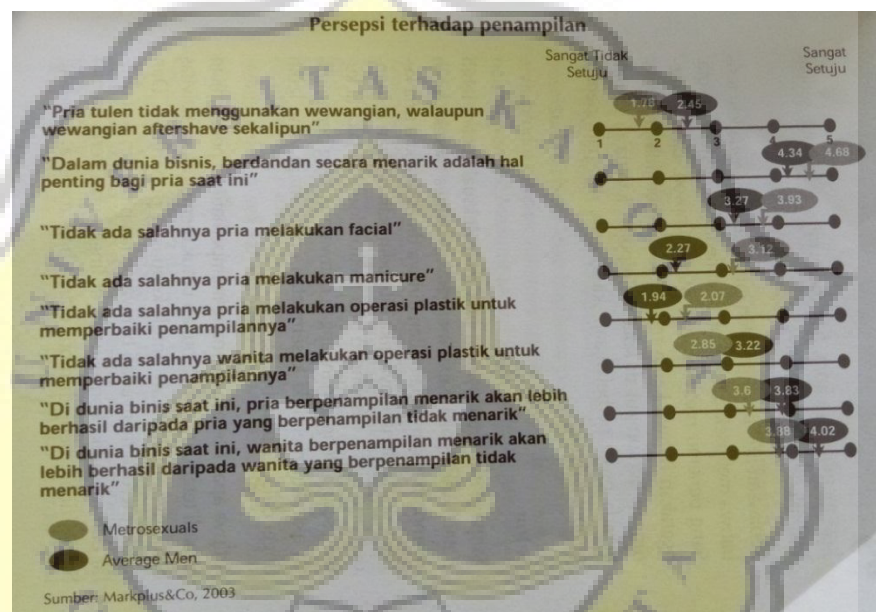 Persepsi terhadap penampilan
Sangat Tidak
Setuju
Sangat
Setuju
"Pria tulen tidak menggunakan wewangian, walaupun
wewangian aftershave sekalipun"
2.45
1 2 3 4 5
"Dalam dunia bisnis, berdandan secara menarik adalah hal
penting bagi pria saat ini"
4.34 4.68
"Tidak ada salahnya pria melakukan facial"
3.27 3.93
"Tidak ada salahnya pria melakukan manicure"
2.27 3.12
"Tidak ada salahnya pria melakukan operasi plastik untuk
memperbaiki penampilannya"
1.94 2.07
"Tidak ada salahnya wanita melakukan operasi plastik untuk
memperbaiki penampilannya"
2.85 3.22
"Di dunia binis saat ini, pria berpenampilan menarik akan lebih
berhasil daripada pria yang berpenampilan tidak menarik"
3.6 3.83
"Di dunia binis saat ini, wanita berpenampilan menarik akan
lebih berhasil daripada wanita yang berpenampilan tidak
menarik"
3.88 4.02
Metrosexuals
Average Men
Sumber: Markplus&Co, 2003